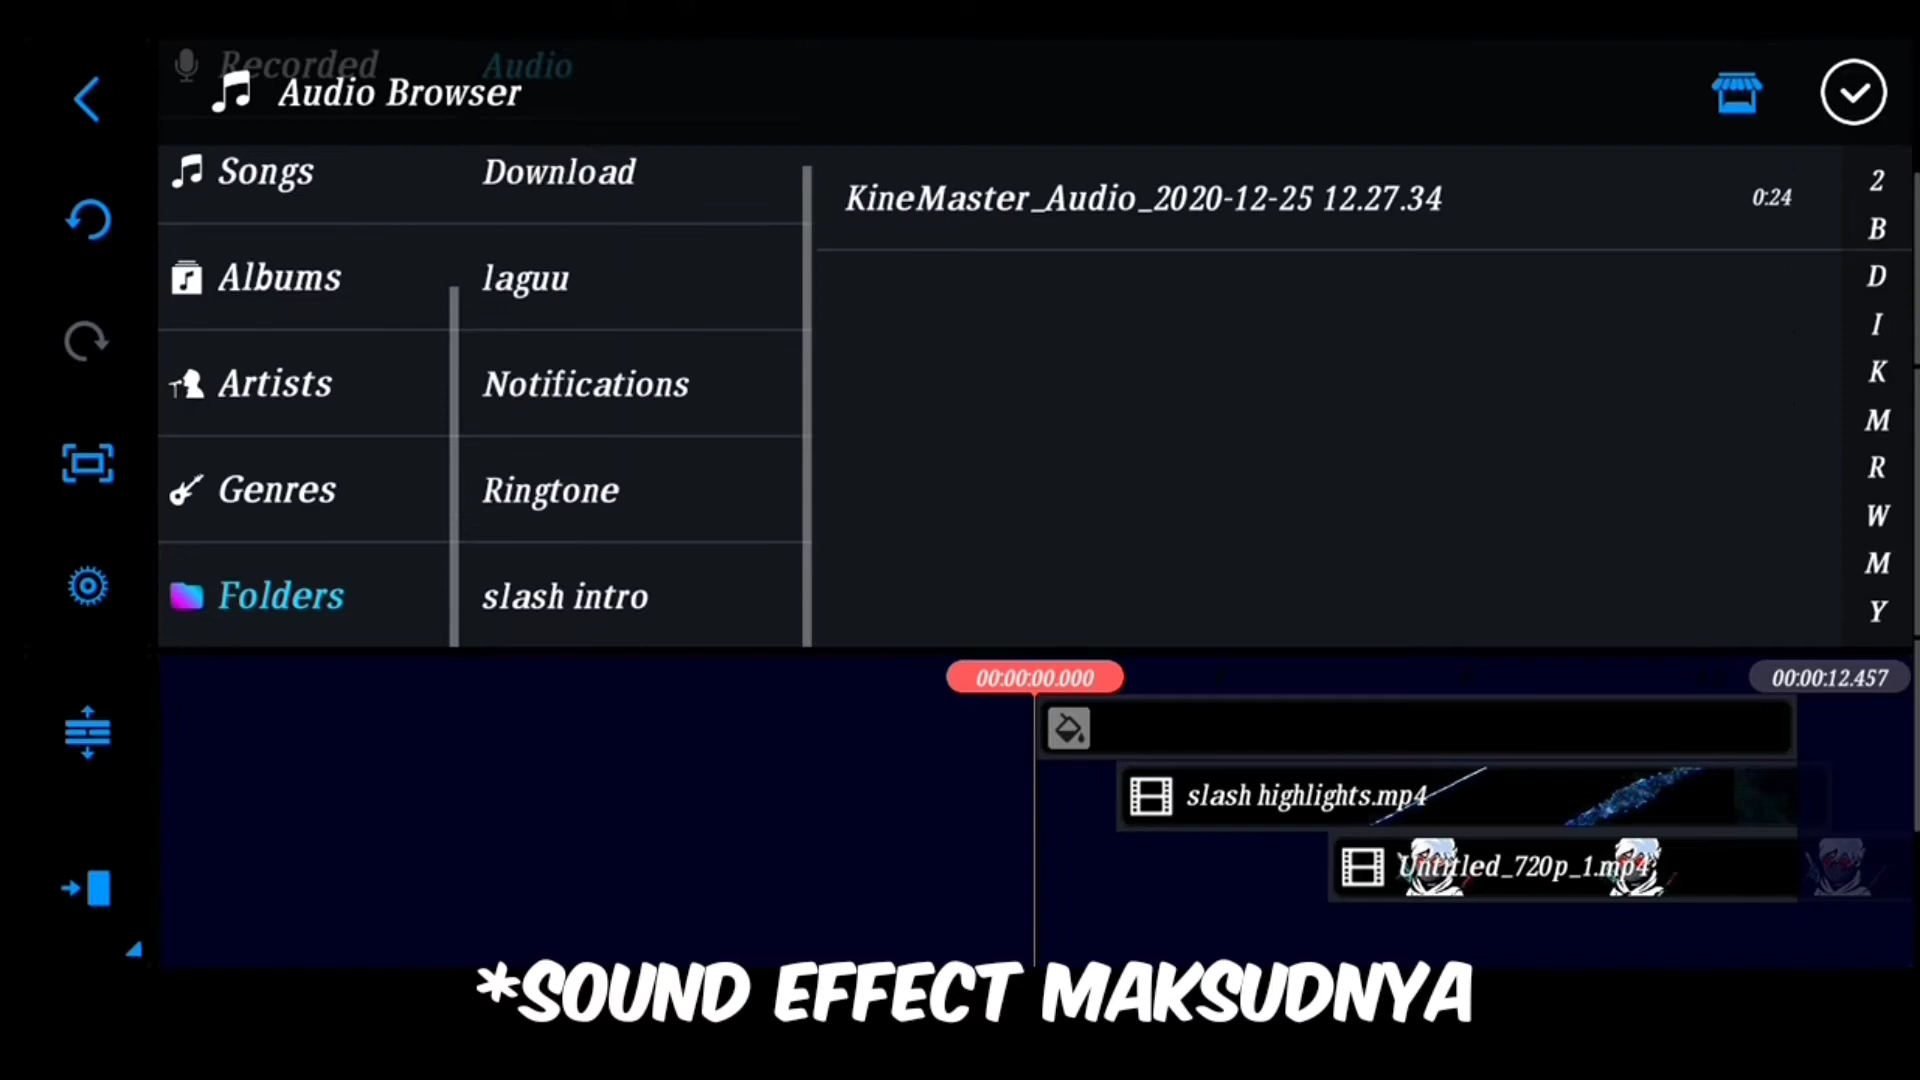 Recorded
Audio
Audio Browser
Songs
Download
KineMaster_Audio_2020-12-25 12.27.34
0:24
Albums
laguu
Artists
Notifications
Genres
Ringtone
Folders
slash intro
2
B
D
I
K
M
R
W
M
Y
00:00:00.000
00:00:12.457
slash highlights.mp4
Untitled_720p_1.mp4
*SOUND EFFECT MAKSUDNYA